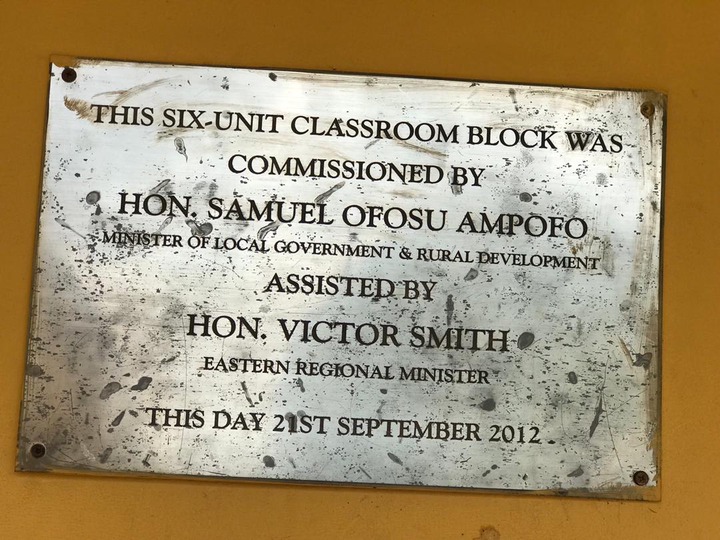 THIS SIX-UNIT CLASSROOM BLOCK WAS
COMMISSIONED BY
HON. SAMUEL OFOSU AMPOFO
MINISTER OF LOCAL GOVERNMENT & RURAL DEVELOPMENT
ASSISTED BY
HON. VICTOR SMITH
EASTERN REGIONAL MINISTER
THIS DAY 21ST SEPTEMBER 2012